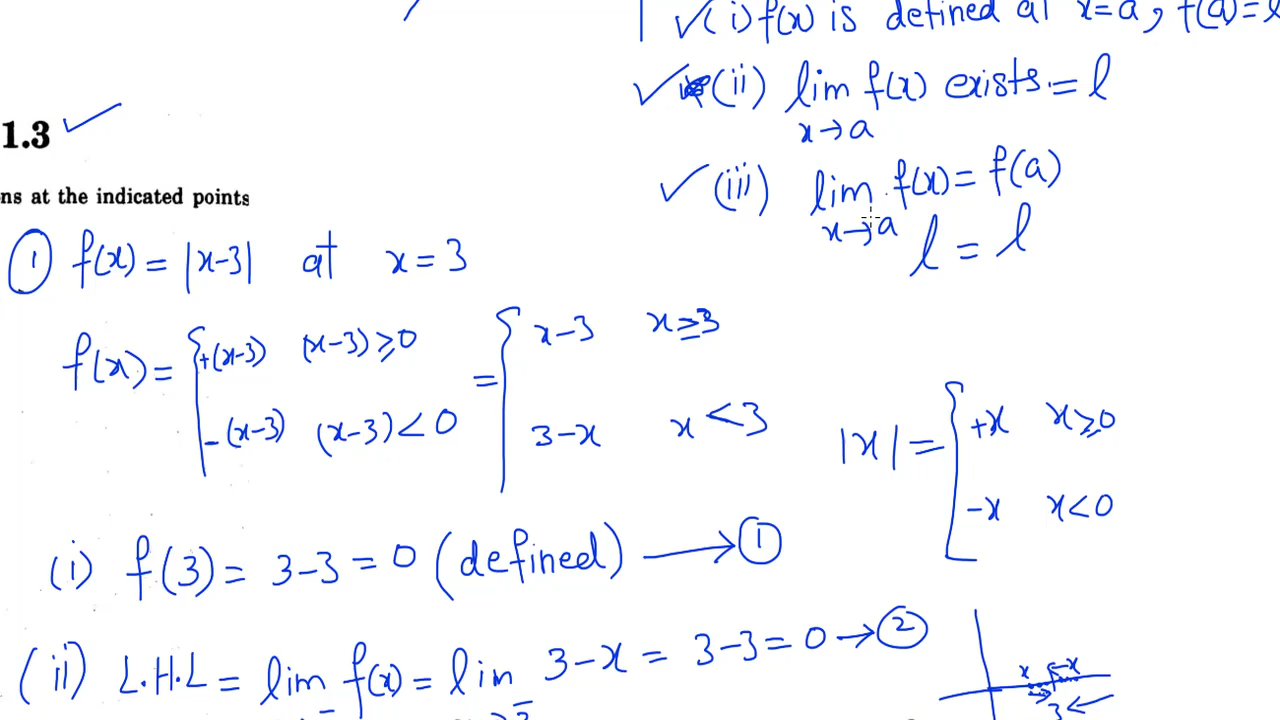 ✓(i) f(x) is defined at x=a, f(a)=l
✓(ii) lim f(x) exists = l
x→a
1.3 ✓
✓(iii) lim f(x) = f(a)
x→a
l = l
ns at the indicated points
① f(x) = |x-3| at x = 3
f(x) = { +(x-3) (x-3)≥0 = { x-3 x≥3
-(x-3) (x-3)<0 3-x x<3
|x| = { +x x≥0
-x x<0
(i) f(3) = 3-3 = 0 (defined) → ①
(ii) L.H.L = lim f(x) = lim 3-x = 3-3 = 0 → ②
x ←x
3 ←